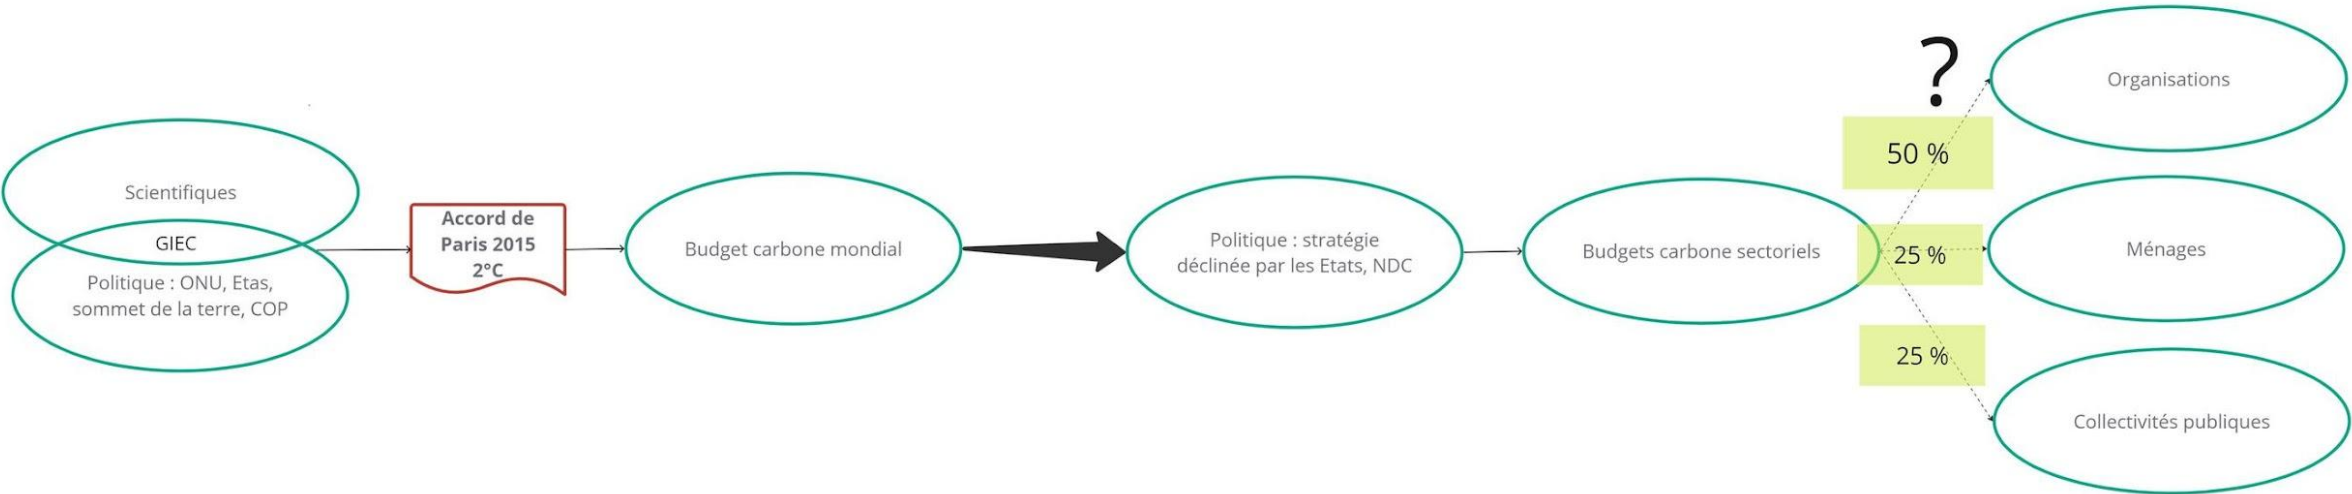 Scientifiques
GIEC
Politique : ONU, Etas,
sommet de la terre, COP
Accord de
Paris 2015
2°C
Budget carbone mondial
Politique : stratégie
déclinée par les Etats, NDC
Budgets carbone sectoriels
?
50 %
25 %
25 %
Organisations
Ménages
Collectivités publiques